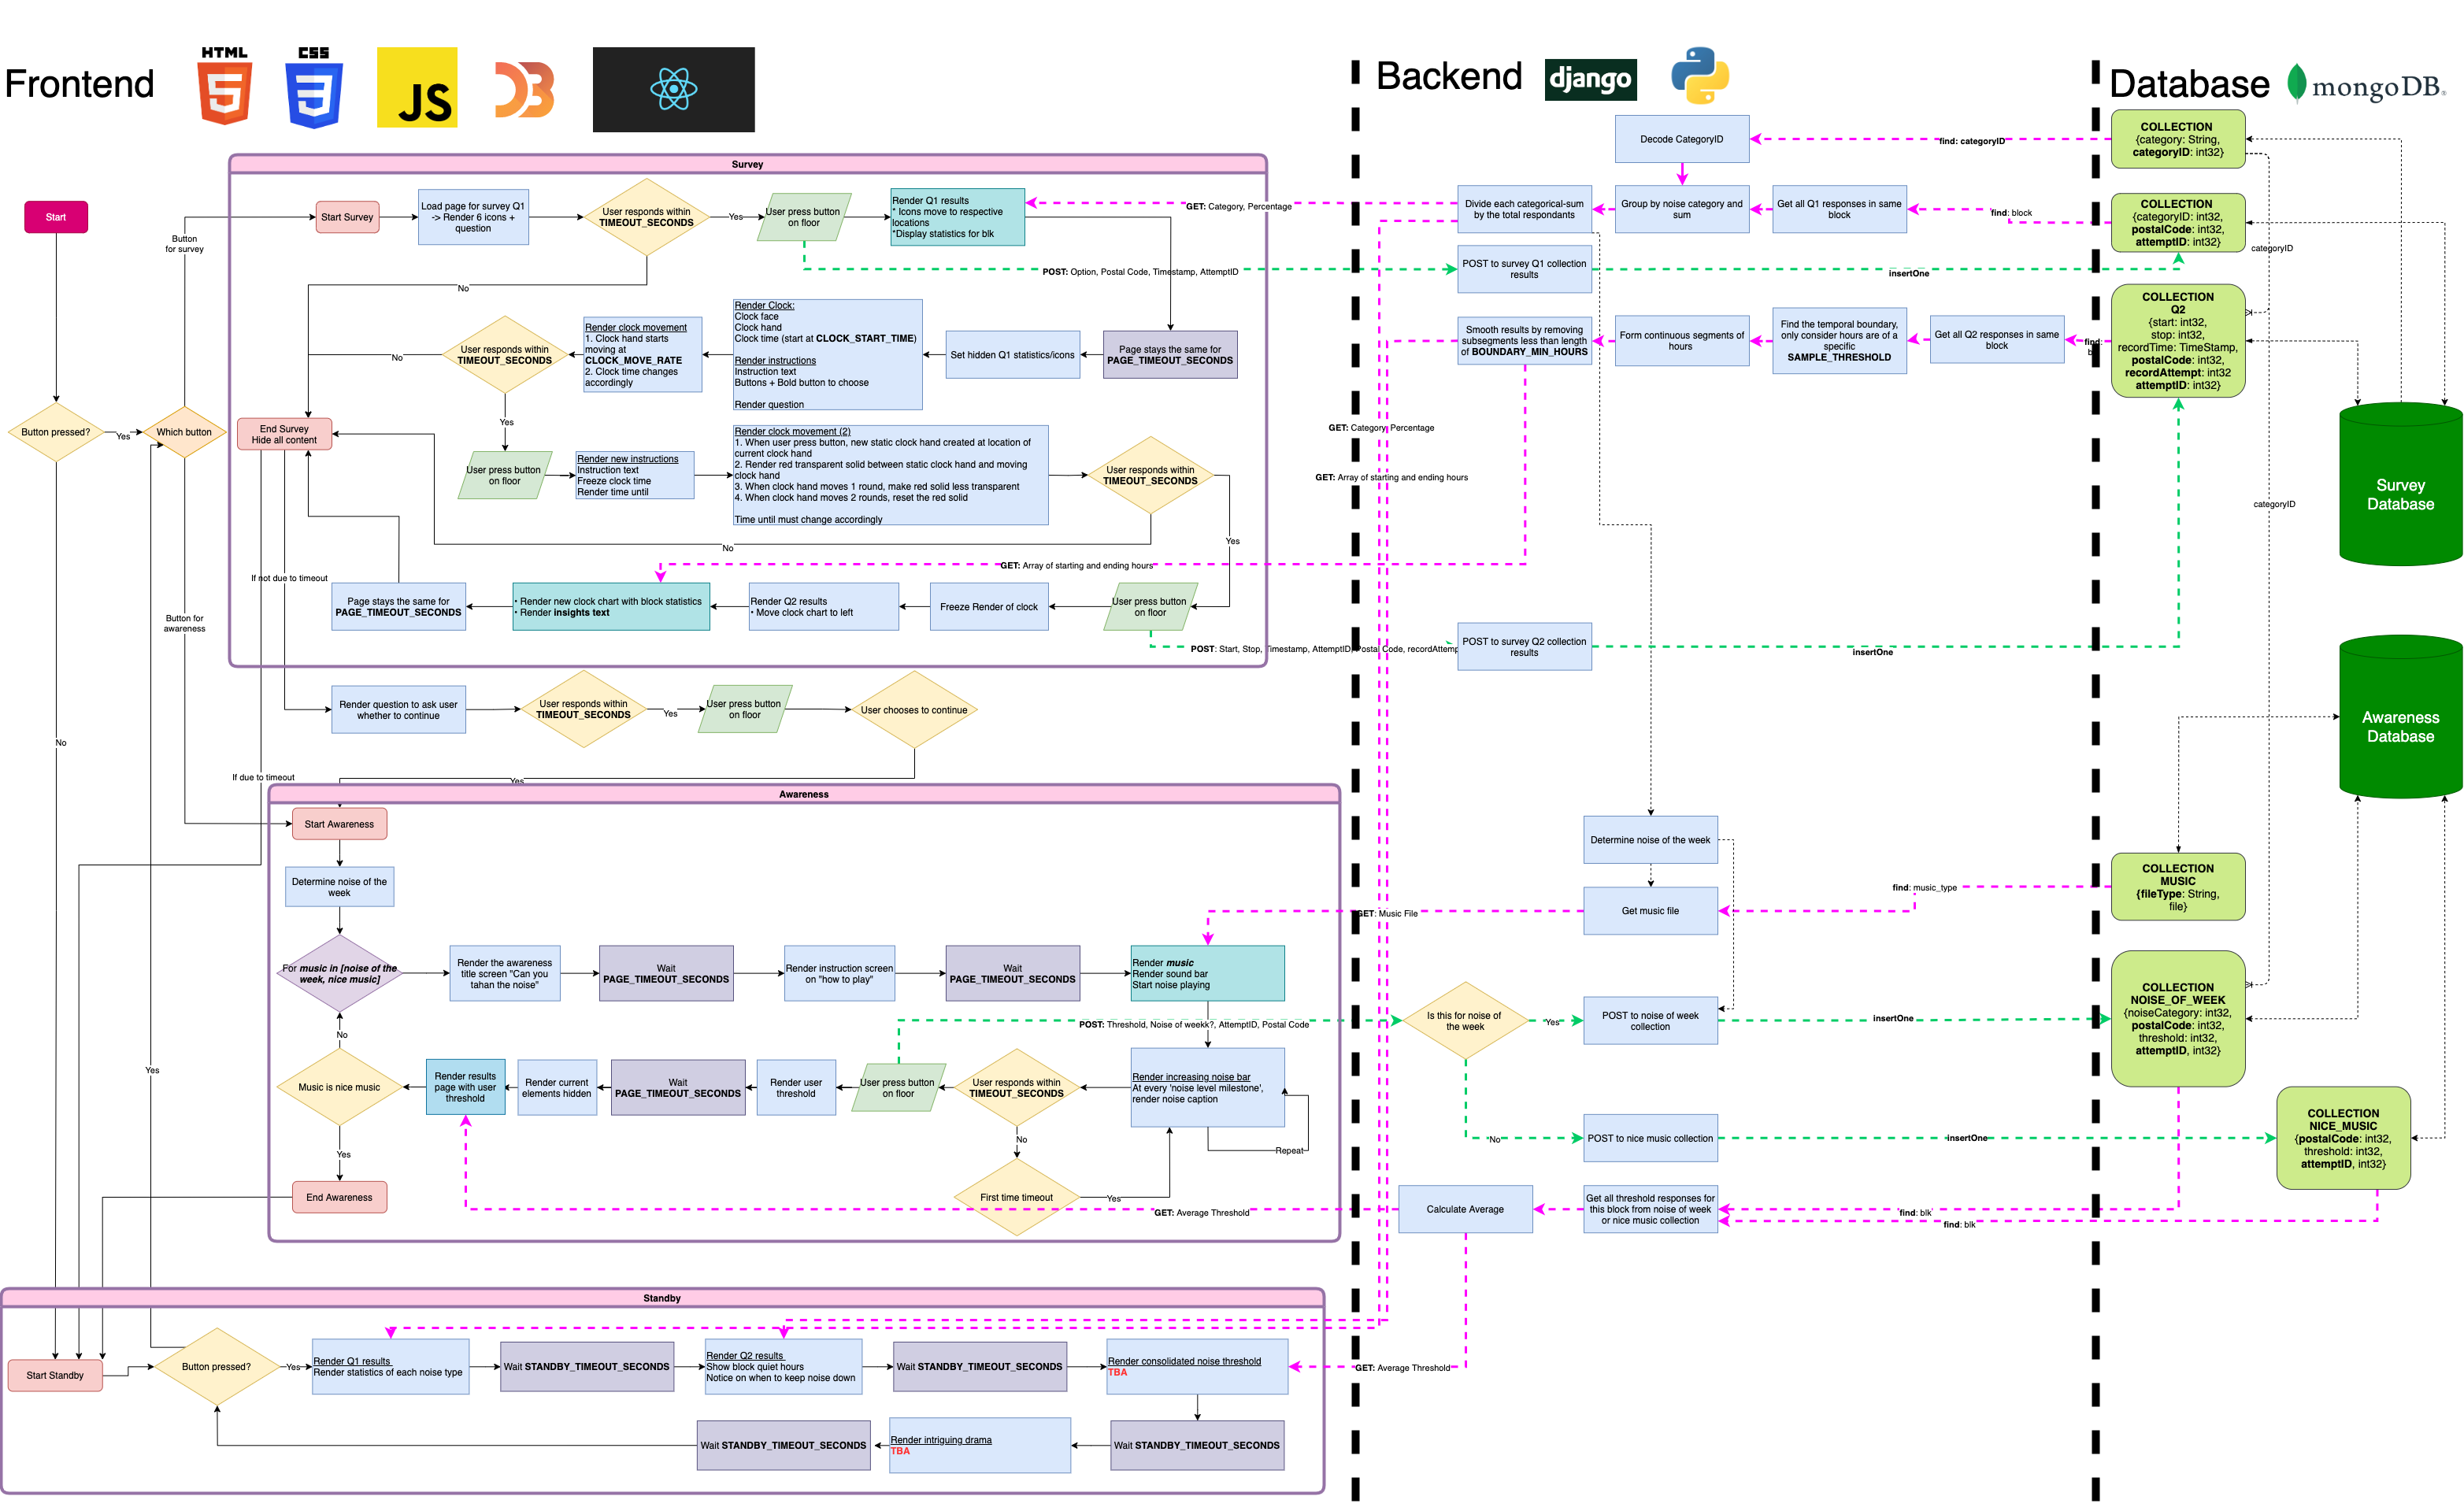 Frontend
HTML
CSS
JS
Backend
django
Database
mongoDB
Survey
Start
Button
for survey
Start Survey
Load page for survey Q1
-> Render 6 icons +
question
User responds within
TIMEOUT_SECONDS
Yes
User press button
on floor
Render Q1 results
* Icons move to respective
locations
*Display statistics for blk
No
POST: Option, Postal Code, Timestamp, AttemptID
GET: Category, Percentage
User responds within
TIMEOUT_SECONDS
No
Render clock movement
1. Clock hand starts
moving at
CLOCK_MOVE_RATE
2. Clock time changes
accordingly
Render Clock:
Clock face
Clock hand
Clock time (start at CLOCK_START_TIME)
Render instructions
Instruction text
Buttons + Bold button to choose
Render question
Set hidden Q1 statistics/icons
Page stays the same for
PAGE_TIMEOUT_SECONDS
Button pressed?
Yes
Which button
End Survey
Hide all content
Yes
User press button
on floor
Render new instructions
Instruction text
Freeze clock time
Render time until
Render clock movement (2)
1. When user press button, new static clock hand created at location of
current clock hand
2. Render red transparent solid between static clock hand and moving
clock hand
3. When clock hand moves 1 round, make red solid less transparent
4. When clock hand moves 2 rounds, reset the red solid
Time until must change accordingly
User responds within
TIMEOUT_SECONDS
No
Yes
If not due to timeout
GET: Array of starting and ending hours
Page stays the same for
PAGE_TIMEOUT_SECONDS
· Render new clock chart with block statistics
· Render insights text
Render Q2 results
· Move clock chart to left
Freeze Render of clock
User press button
on floor
Button for
awareness
POST: Start, Stop, Timestamp, AttemptID, Postal Code, recordAttemp
Render question to ask user
whether to continue
User responds within
TIMEOUT_SECONDS
Yes
User press button
on floor
User chooses to continue
No
If due to timeout
Yes
Awareness
Start Awareness
Determine noise of the
week
For music in [noise of the
week, nice music]
Render the awareness
title screen "Can you
tahan the noise"
Wait
PAGE_TIMEOUT_SECONDS
Render instruction screen
on "how to play"
Wait
PAGE_TIMEOUT_SECONDS
Render music
Render sound bar
Start noise playing
GET: Music File
POST: Threshold, Noise of weekk?, AttemptID, Postal Code
No
Yes
Music is nice music
Render results
page with user
threshold
Render current
elements hidden
Wait
PAGE_TIMEOUT_SECONDS
Render user
threshold
User press button
on floor
User responds within
TIMEOUT_SECONDS
Render increasing noise bar
At every 'noise level milestone',
render noise caption
No
Yes
Repeat
End Awareness
First time timeout
Yes
GET: Average Threshold
Standby
Start Standby
Button pressed?
Yes
Render Q1 results
Render statistics of each noise type
Wait STANDBY_TIMEOUT_SECONDS
Render Q2 results
Show block quiet hours
Notice on when to keep noise down
Wait STANDBY_TIMEOUT_SECONDS
Render consolidated noise threshold
TBA
GET: Average Threshold
Wait STANDBY_TIMEOUT_SECONDS
Render intriguing drama
TBA
Wait STANDBY_TIMEOUT_SECONDS
Decode CategoryID
find: categoryID
Divide each categorical-sum
by the total respondants
Group by noise category and
sum
Get all Q1 responses in same
block
find: block
POST to survey Q1 collection
results
insertOne
Smooth results by removing
subsegments less than length
of BOUNDARY_MIN_HOURS
Form continuous segments of
hours
Find the temporal boundary,
only consider hours are of a
specific
SAMPLE_THRESHOLD
Get all Q2 responses in same
block
find:
GET: Category, Percentage
GET: Array of starting and ending hours
POST to survey Q2 collection
results
insertOne
Determine noise of the week
Get music file
find: music_type
Is this for noise of
the week
Yes
POST to noise of week
collection
insertOne
No
POST to nice music collection
insertOne
Calculate Average
Get all threshold responses for
this block from noise of week
or nice music collection
find: blk
find: blk
COLLECTION
{category: String,
categoryID: int32}
COLLECTION
{categoryID: int32,
postalCode: int32,
attemptID: int32}
categoryID
COLLECTION
Q2
{start: int32,
stop: int32,
recordTime: TimeStamp,
postalCode: int32,
recordAttempt: int32
attemptID: int32}
categoryID
Survey
Database
Awareness
Database
COLLECTION
MUSIC
{fileType: String,
file}
COLLECTION
NOISE_OF_WEEK
{noiseCategory: int32,
postalCode: int32,
threshold: int32,
attemptID, int32}
COLLECTION
NICE_MUSIC
{postalCode: int32,
threshold: int32,
attemptID, int32}